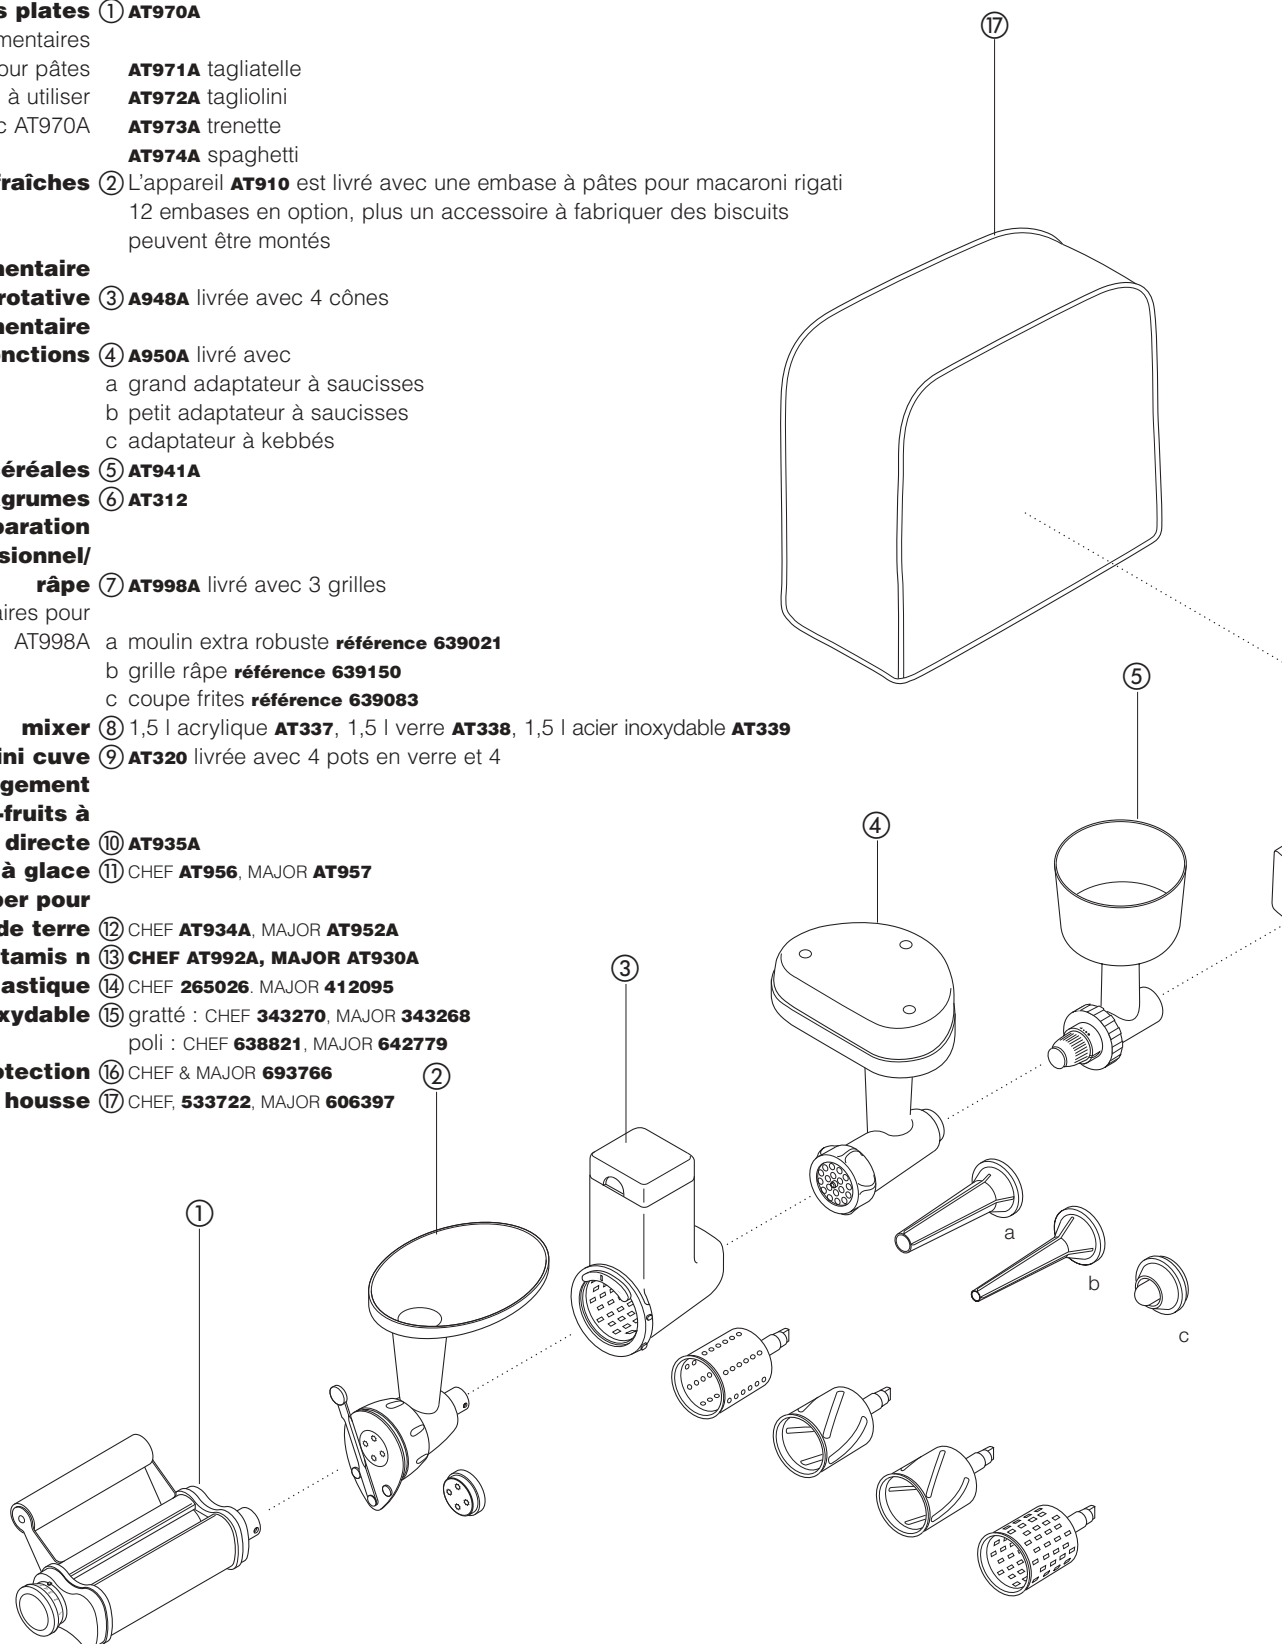 s plates ① AT970A
mentaires
our pâtes AT971A tagliatelle
à utiliser AT972A tagliolini
c AT970A AT973A trenette
AT974A spaghetti
raîches ② L'appareil AT910 est livré avec une embase à pâtes pour macaroni rigati
12 embases en option, plus un accessoire à fabriquer des biscuits
peuvent être montés
nentaire
rotative ③ A948A livrée avec 4 cônes
nentaire
nctions ④ A950A livré avec
a grand adaptateur à saucisses
b petit adaptateur à saucisses
c adaptateur à kebbés
éréales ⑤ AT941A
grumes ⑥ AT312
paration
sionnel/
râpe ⑦ AT998A livré avec 3 grilles
aires pour
AT998A a moulin extra robuste référence 639021
b grille râpe référence 639150
c coupe frites référence 639083
mixer ⑧ 1,5 l acrylique AT337, 1,5 l verre AT338, 1,5 l acier inoxydable AT339
ini cuve ⑨ AT320 livrée avec 4 pots en verre et 4
gement
-fruits à
directe ⑩ AT935A
à glace ⑪ CHEF AT956, MAJOR AT957
per pour
de terre ⑫ CHEF AT934A, MAJOR AT952A
tamis n ⑬ CHEF AT992A, MAJOR AT930A
astique ⑭ CHEF 265026. MAJOR 412095
xydable ⑮ gratté : CHEF 343270, MAJOR 343268
poli : CHEF 638821, MAJOR 642779
otection ⑯ CHEF & MAJOR 693766
housse ⑰ CHEF, 533722, MAJOR 606397
⑰
⑤
④
③
②
①
a
b
c